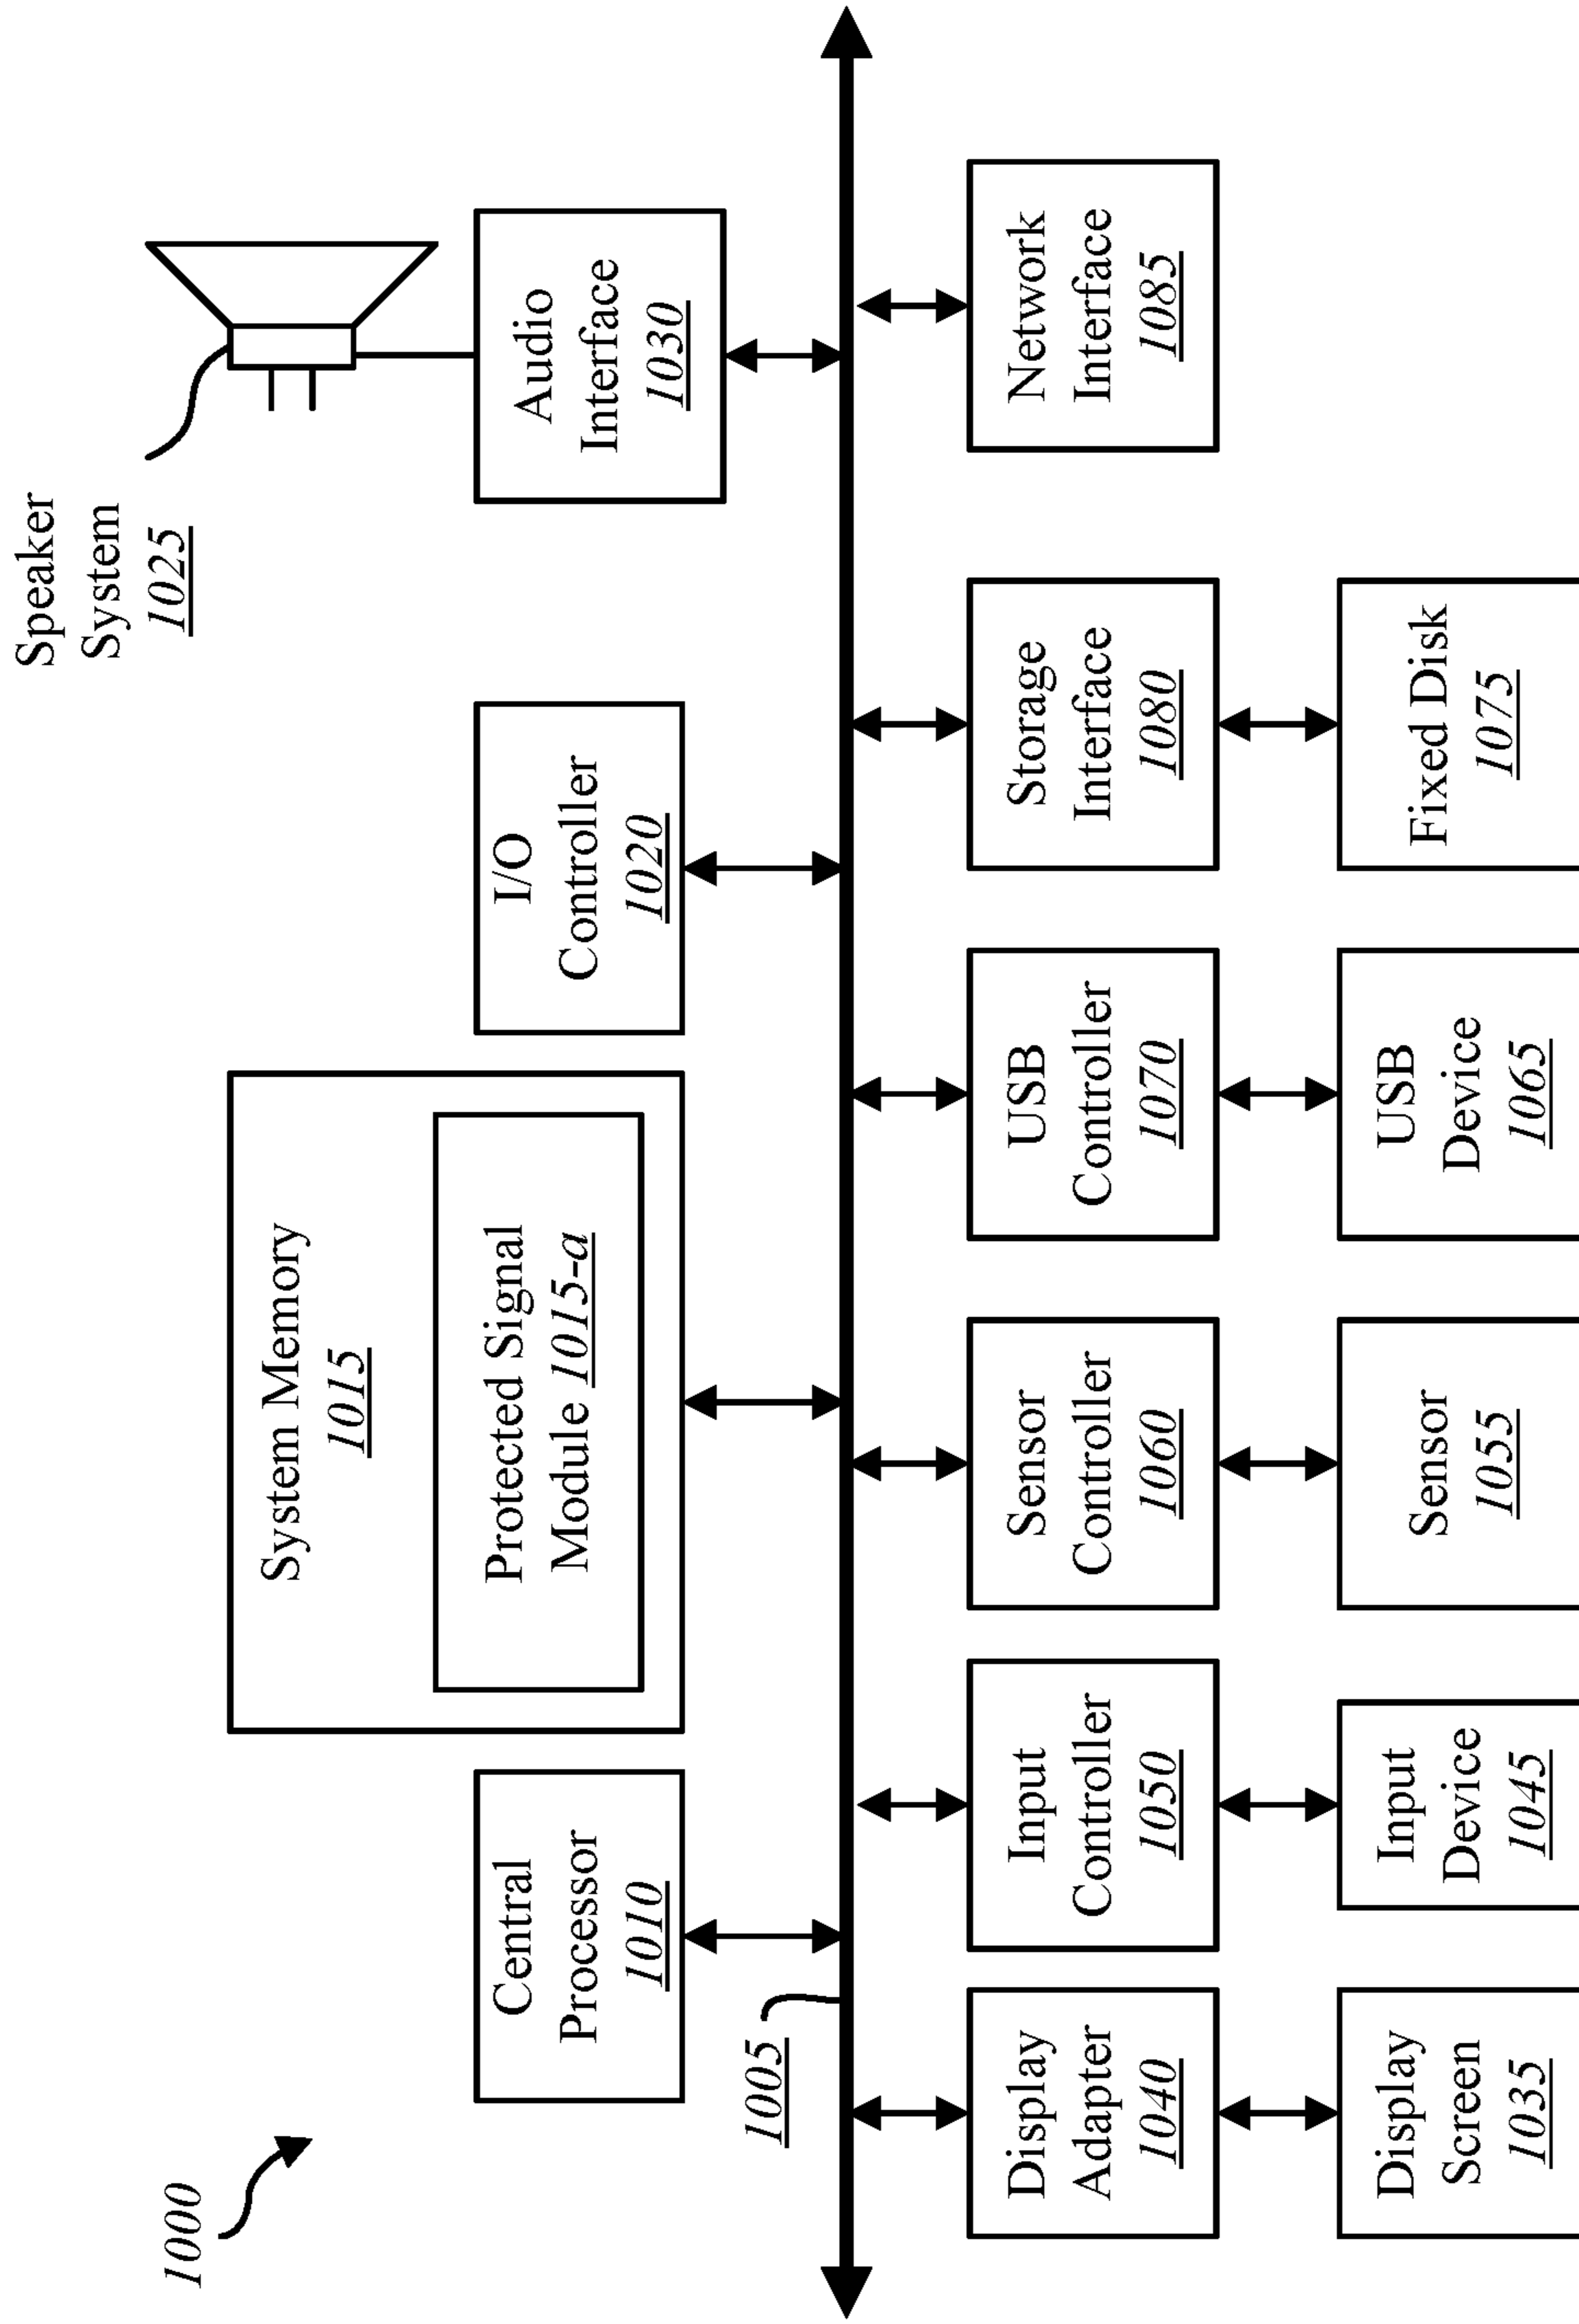 1000
Speaker
System
1025
Central
Processor
1010
System Memory
1015
Protected Signal
Module 1015-a
I/O
Controller
1020
Audio
Interface
1030
1005
Display
Adapter
1040
Input
Controller
1050
Sensor
Controller
1060
USB
Controller
1070
Storage
Interface
1080
Network
Interface
1085
Display
Screen
1035
Input
Device
1045
Sensor
1055
USB
Device
1065
Fixed Disk
1075